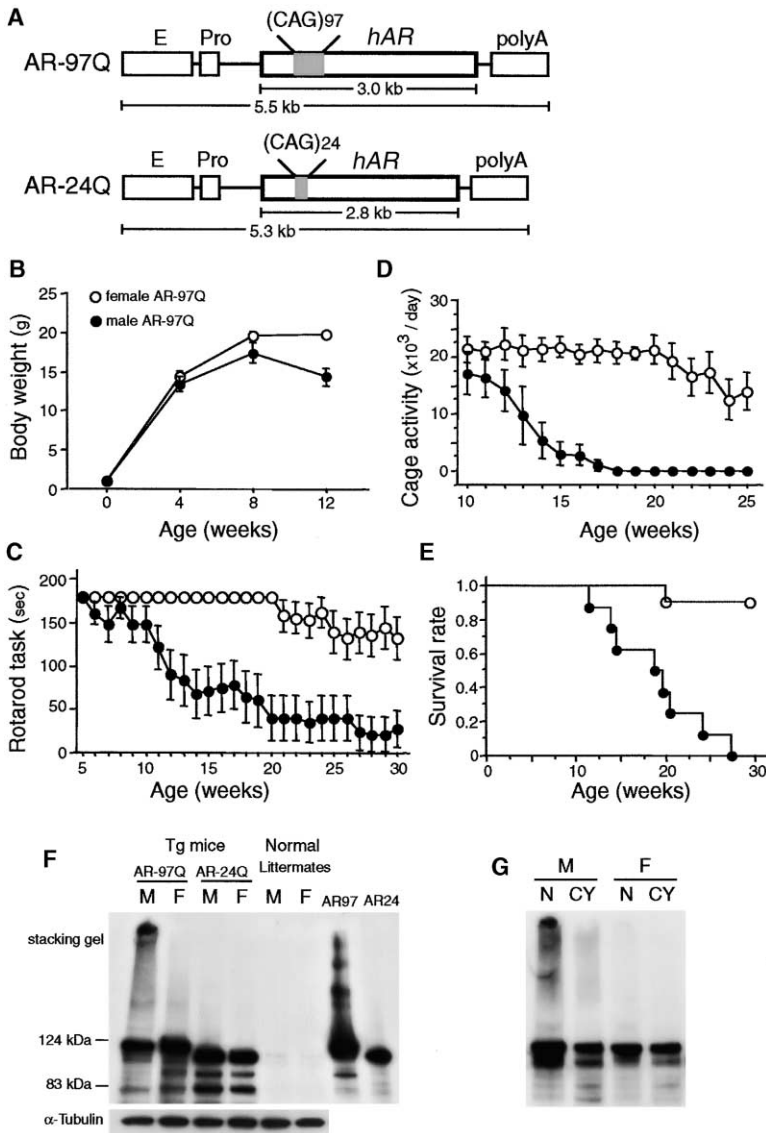 A
(CAG)97
E Pro hAR polyA
AR-97Q
3.0 kb
5.5 kb
(CAG)24
E Pro hAR polyA
AR-24Q
2.8 kb
5.3 kb
B
female AR-97Q
male AR-97Q
Body weight (g)
25
20
15
10
5
0
0 4 8 12
Age (weeks)
D
Cage activity (x10³ / day)
30
20
10
0
10 15 20 25
Age (weeks)
C
Rotarod task (sec)
200
150
100
50
0
5 10 15 20 25 30
Age (weeks)
E
Survival rate
1.0
0.8
0.6
0.4
0.2
0
0 10 20 30
Age (weeks)
F
Tg mice Normal
AR-97Q AR-24Q Littermates
M F M F M F AR97 AR24
stacking gel
124 kDa
83 kDa
α-Tubulin
G
M F
N CY N CY